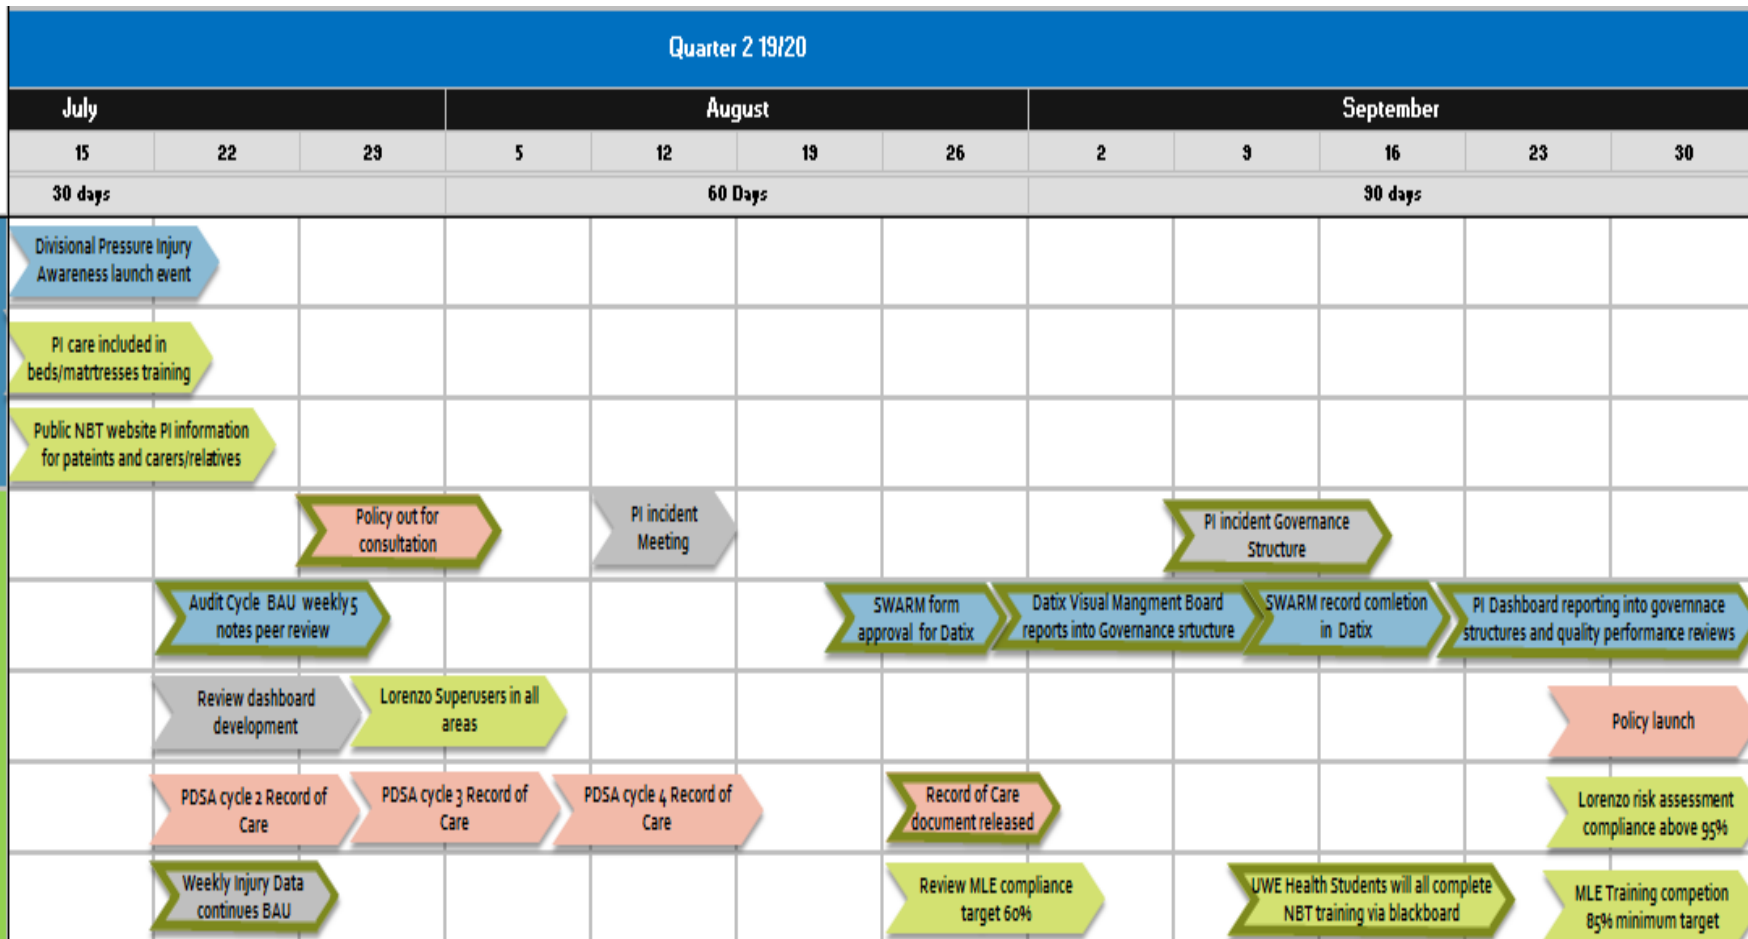 Quarter 2 19/20
July
August
September
15
22
29
5
12
19
26
2
9
16
23
30
30 days
60 Days
90 days
Divisional Pressure Injury
Awareness launch event
PI care included in
beds/matrtresses training
Public NBT website PI information
for pateints and carers/relatives
Policy out for
consultation
PI incident
Meeting
PI incident Governance
Structure
Audit Cycle BAU weekly 5
notes peer review
SWARM form
approval for Datix
Datix Visual Mangment Board
reports into Governance srtucture
SWARM record comletion
in Datix
PI Dashboard reporting into governnace
structures and quality performance reviews
Review dashboard
development
Lorenzo Superusers in all
areas
Policy launch
PDSA cycle 2 Record of
Care
PDSA cycle 3 Record of
Care
PDSA cycle 4 Record of
Care
Record of Care
document released
Lorenzo risk assessment
compliance above 95%
Weekly Injury Data
continues BAU
Review MLE compliance
target 60%
UWE Health Students will all complete
NBT training via blackboard
MLE Training competion
85% minimum target